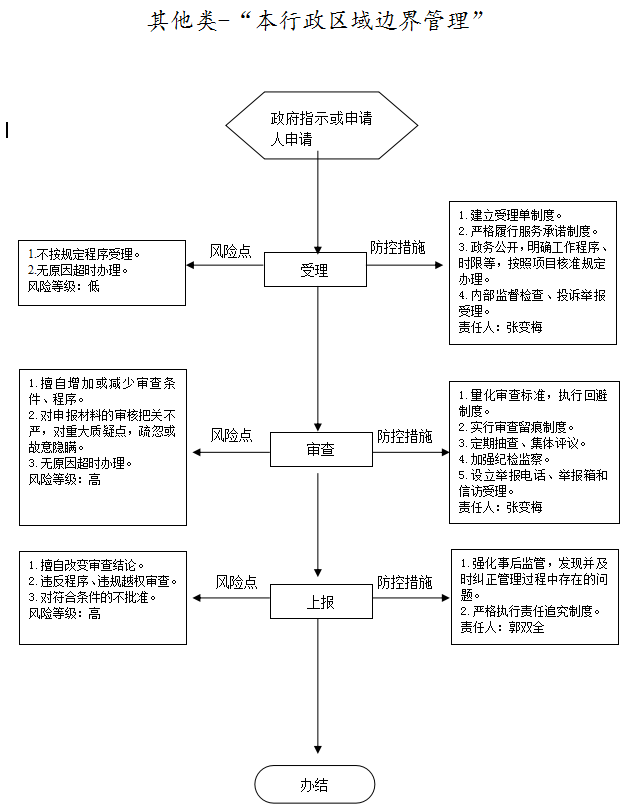 其他类-“本行政区域边界管理”
政府指示或申请
人申请
1.不按规定程序受理。
2.无原因超时办理。
风险等级：低
风险点
受理
防控措施
1.建立受理单制度。
2.严格履行服务承诺制度。
3.政务公开，明确工作程序、
时限等，按照项目核准规定
办理。
4.内部监督检查、投诉举报
受理。
责任人：张变梅
1.擅自增加或减少审查条
件、程序。
2.对申报材料的审核把关不
严，对重大质疑点，疏忽或
故意隐瞒。
3.无原因超时办理。
风险等级：高
风险点
审查
防控措施
1.量化审查标准，执行回避
制度。
2.实行审查留痕制度。
3.定期抽查、集体评议。
4.加强纪检监察。
5.设立举报电话、举报箱和
信访受理。
责任人：张变梅
1.擅自改变审查结论。
2.违反程序、违规越权审查。
3.对符合条件的不批准。
风险等级：高
风险点
上报
防控措施
1.强化事后监管，发现并及
时纠正管理过程中存在的问
题。
2.严格执行责任追究制度。
责任人：郭双全
办结